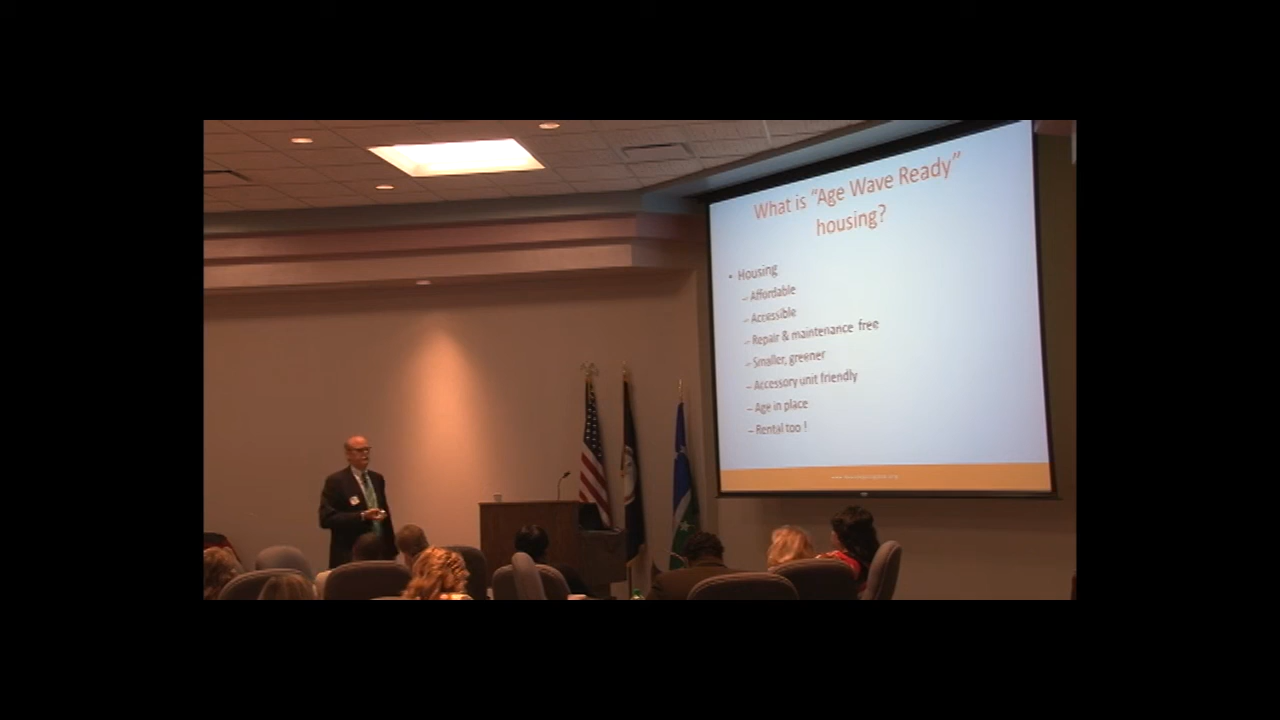 What is “Age Wave Ready”
housing?
• Housing
– Affordable
– Accessible
– Repair & maintenance free
– Smaller, greener
– Accessory unit friendly
– Age in place
– Rental too !